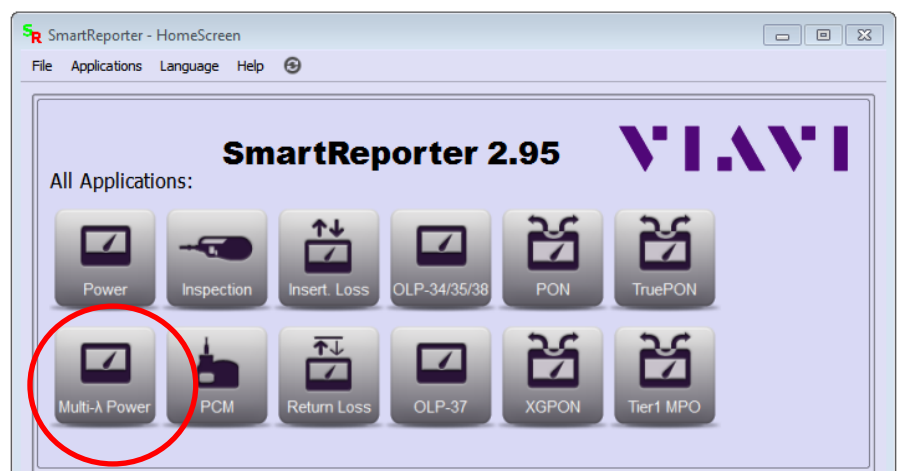 SR SmartReporter - HomeScreen
File Applications Language Help
SmartReporter 2.95 VIAVI
All Applications:
Power Inspection Insert. Loss OLP-34/35/38 PON TruePON
Multi-λ Power PCM Return Loss OLP-37 XGPON Tier1 MPO